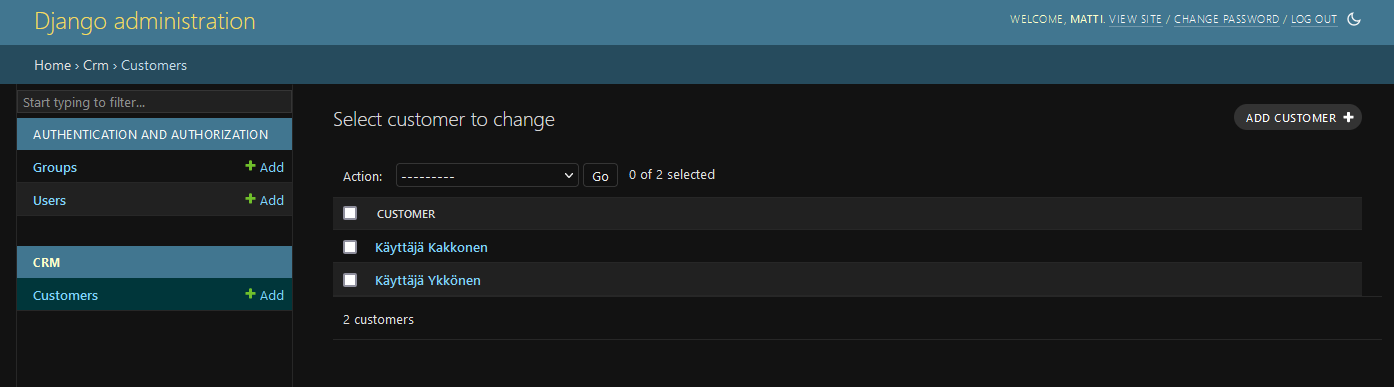 Django administration
WELCOME, MATTI. VIEW SITE / CHANGE PASSWORD / LOG OUT
Home › Crm › Customers
Start typing to filter...
AUTHENTICATION AND AUTHORIZATION
Groups + Add
Users + Add
CRM
Customers + Add
Select customer to change
ADD CUSTOMER +
Action: --------- Go 0 of 2 selected
CUSTOMER
Käyttäjä Kakkonen
Käyttäjä Ykkönen
2 customers